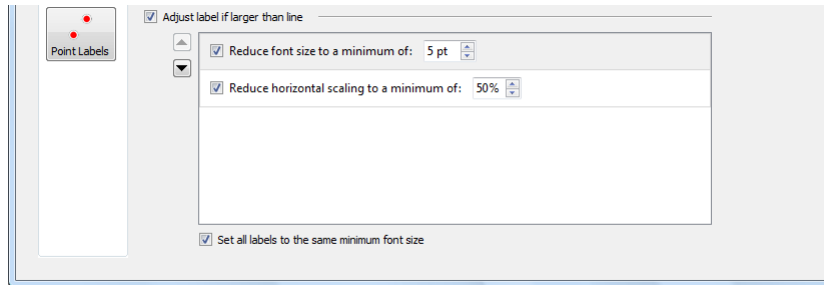 Adjust label if larger than line
Point Labels
Reduce font size to a minimum of: 5 pt
Reduce horizontal scaling to a minimum of: 50%
Set all labels to the same minimum font size